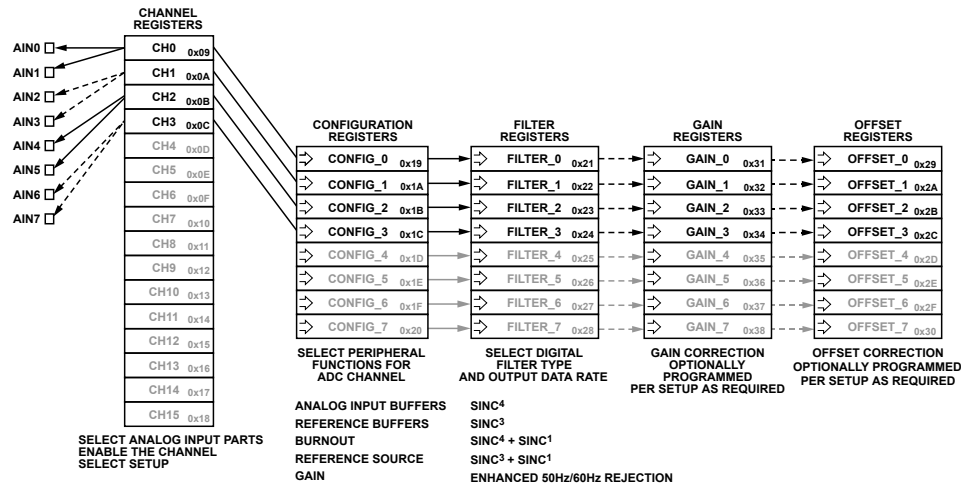 CHANNEL
REGISTERS
AIN0
AIN1
AIN2
AIN3
AIN4
AIN5
AIN6
AIN7
CH0 0x09
CH1 0x0A
CH2 0x0B
CH3 0x0C
CH4 0x0D
CH5 0x0E
CH6 0x0F
CH7 0x10
CH8 0x11
CH9 0x12
CH10 0x13
CH11 0x14
CH12 0x15
CH13 0x16
CH14 0x17
CH15 0x18
SELECT ANALOG INPUT PARTS
ENABLE THE CHANNEL
SELECT SETUP
CONFIGURATION
REGISTERS
CONFIG_0 0x19
CONFIG_1 0x1A
CONFIG_2 0x1B
CONFIG_3 0x1C
CONFIG_4 0x1D
CONFIG_5 0x1E
CONFIG_6 0x1F
CONFIG_7 0x20
SELECT PERIPHERAL
FUNCTIONS FOR
ADC CHANNEL
ANALOG INPUT BUFFERS
REFERENCE BUFFERS
BURNOUT
REFERENCE SOURCE
GAIN
FILTER
REGISTERS
FILTER_0 0x21
FILTER_1 0x22
FILTER_2 0x23
FILTER_3 0x24
FILTER_4 0x25
FILTER_5 0x26
FILTER_6 0x27
FILTER_7 0x28
SELECT DIGITAL
FILTER TYPE
AND OUTPUT DATA RATE
SINC4
SINC3
SINC4 + SINC1
SINC3 + SINC1
ENHANCED 50Hz/60Hz REJECTION
GAIN
REGISTERS
GAIN_0 0x31
GAIN_1 0x32
GAIN_2 0x33
GAIN_3 0x34
GAIN_4 0x35
GAIN_5 0x36
GAIN_6 0x37
GAIN_7 0x38
GAIN CORRECTION
OPTIONALLY
PROGRAMMED
PER SETUP AS REQUIRED
OFFSET
REGISTERS
OFFSET_0 0x29
OFFSET_1 0x2A
OFFSET_2 0x2B
OFFSET_3 0x2C
OFFSET_4 0x2D
OFFSET_5 0x2E
OFFSET_6 0x2F
OFFSET_7 0x30
OFFSET CORRECTION
OPTIONALLY PROGRAMMED
PER SETUP AS REQUIRED